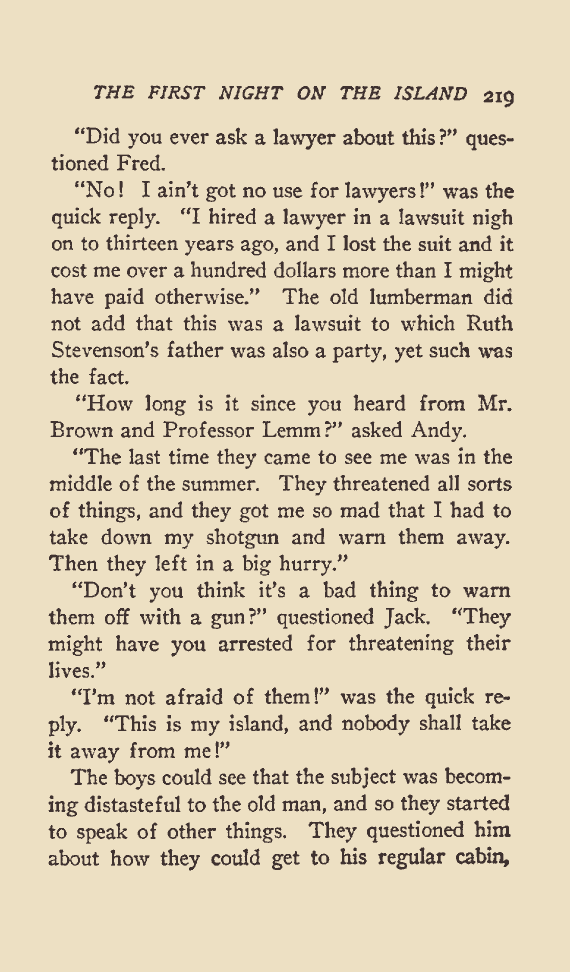 THE FIRST NIGHT ON THE ISLAND 219
“Did you ever ask a lawyer about this?” ques-
tioned Fred.
“No! I ain’t got no use for lawyers!” was the
quick reply. “I hired a lawyer in a lawsuit nigh
on to thirteen years ago, and I lost the suit and it
cost me over a hundred dollars more than I might
have paid otherwise.” The old lumberman did
not add that this was a lawsuit to which Ruth
Stevenson’s father was also a party, yet such was
the fact.
“How long is it since you heard from Mr.
Brown and Professor Lemm?” asked Andy.
“The last time they came to see me was in the
middle of the summer. They threatened all sorts
of things, and they got me so mad that I had to
take down my shotgun and warn them away.
Then they left in a big hurry.”
“Don’t you think it’s a bad thing to warn
them off with a gun?” questioned Jack. “They
might have you arrested for threatening their
lives.”
“I’m not afraid of them!” was the quick re-
ply. “This is my island, and nobody shall take
it away from me!”
The boys could see that the subject was becom-
ing distasteful to the old man, and so they started
to speak of other things. They questioned him
about how they could get to his regular cabin,